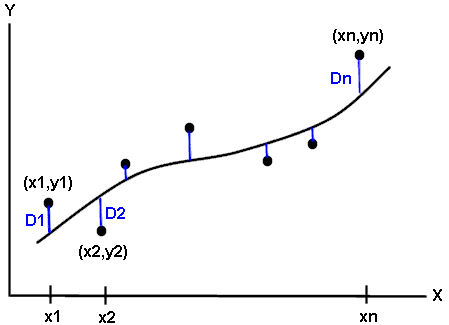 Y
(xn,yn)
Dn
(x1,y1)
D1
D2
(x2,y2)
X
x1
x2
xn